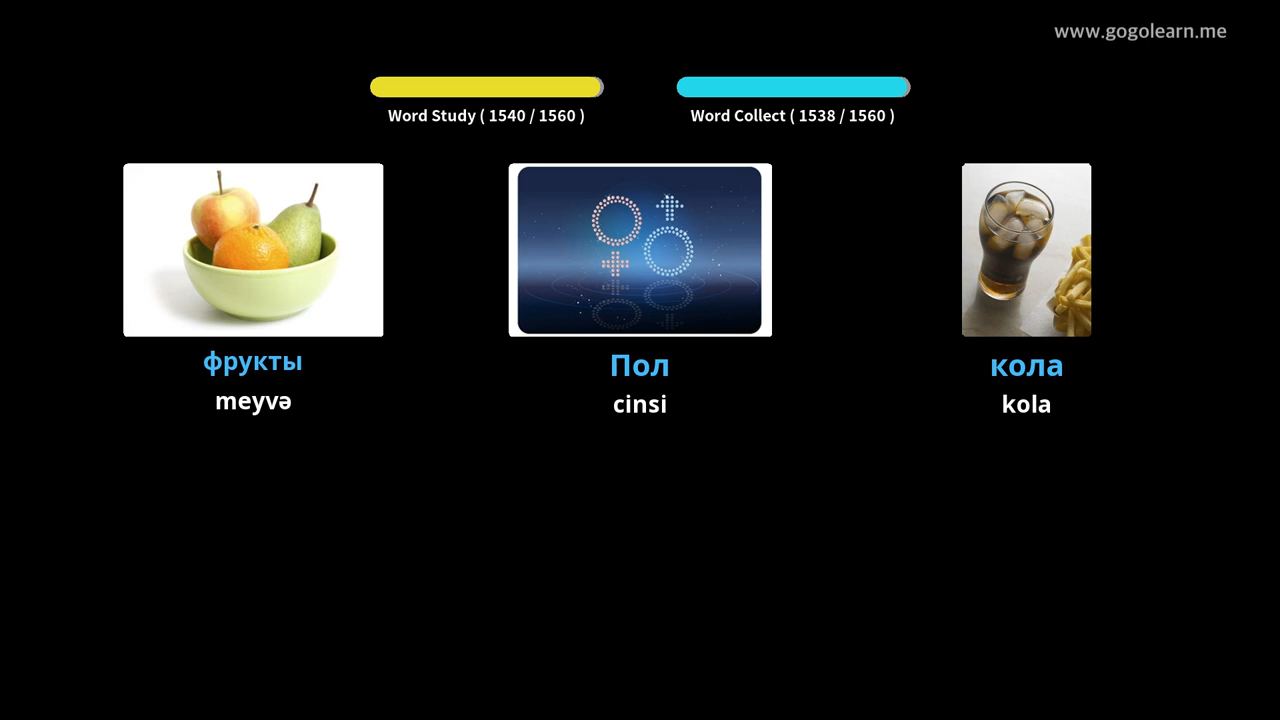 www.gogolearn.me
Word Study ( 1540 / 1560 )
Word Collect ( 1538 / 1560 )
фрукты
Пол
кола
meyvə
cinsi
kola